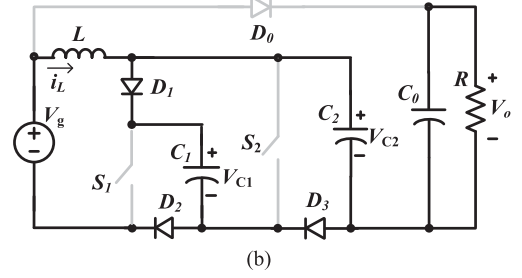 D0
L
iL
D1
Vg
+
−
S1
C1
+
VC1
−
D2
S2
C2
+
VC2
−
D3
C0
R
+
Vo
−
(b)